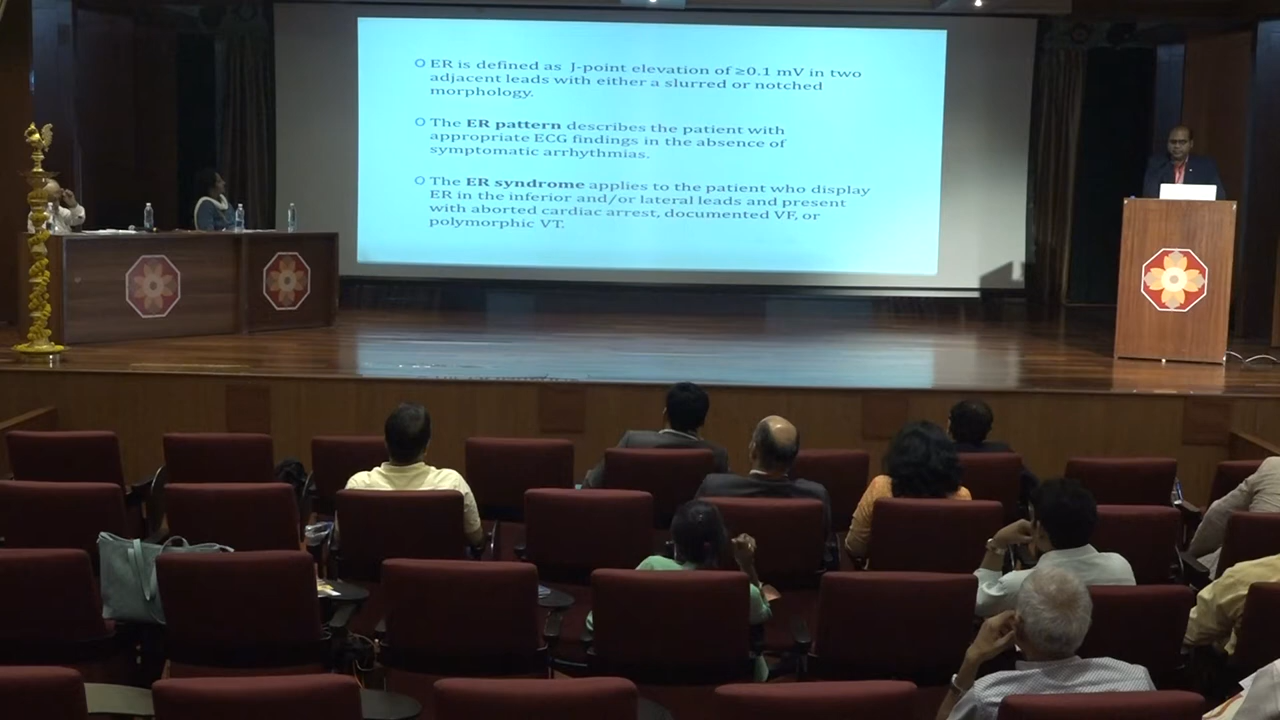 O ER is defined as J-point elevation of ≥0.1 mV in two
adjacent leads with either a slurred or notched
morphology.
O The ER pattern describes the patient with
appropriate ECG findings in the absence of
symptomatic arrhythmias.
O The ER syndrome applies to the patient who display
ER in the inferior and/or lateral leads and present
with aborted cardiac arrest, documented VF, or
polymorphic VT.